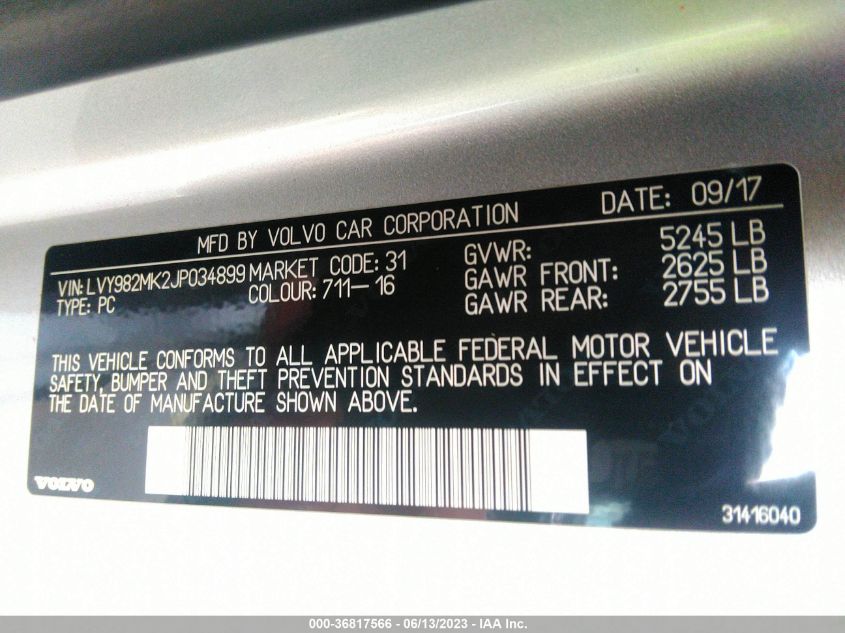 MFD BY VOLVO CAR CORPORATION DATE: 09/17
VIN: LVY982MK2JP034899 MARKET CODE: 31 GVWR: 5245 LB
TYPE: PC COLOUR: 711-16 GAWR FRONT: 2625 LB
GAWR REAR: 2755 LB
THIS VEHICLE CONFORMS TO ALL APPLICABLE FEDERAL MOTOR VEHICLE
SAFETY, BUMPER AND THEFT PREVENTION STANDARDS IN EFFECT ON
THE DATE OF MANUFACTURE SHOWN ABOVE.
VOLVO
31416040
000-36817566 - 06/13/2023 - IAA Inc.